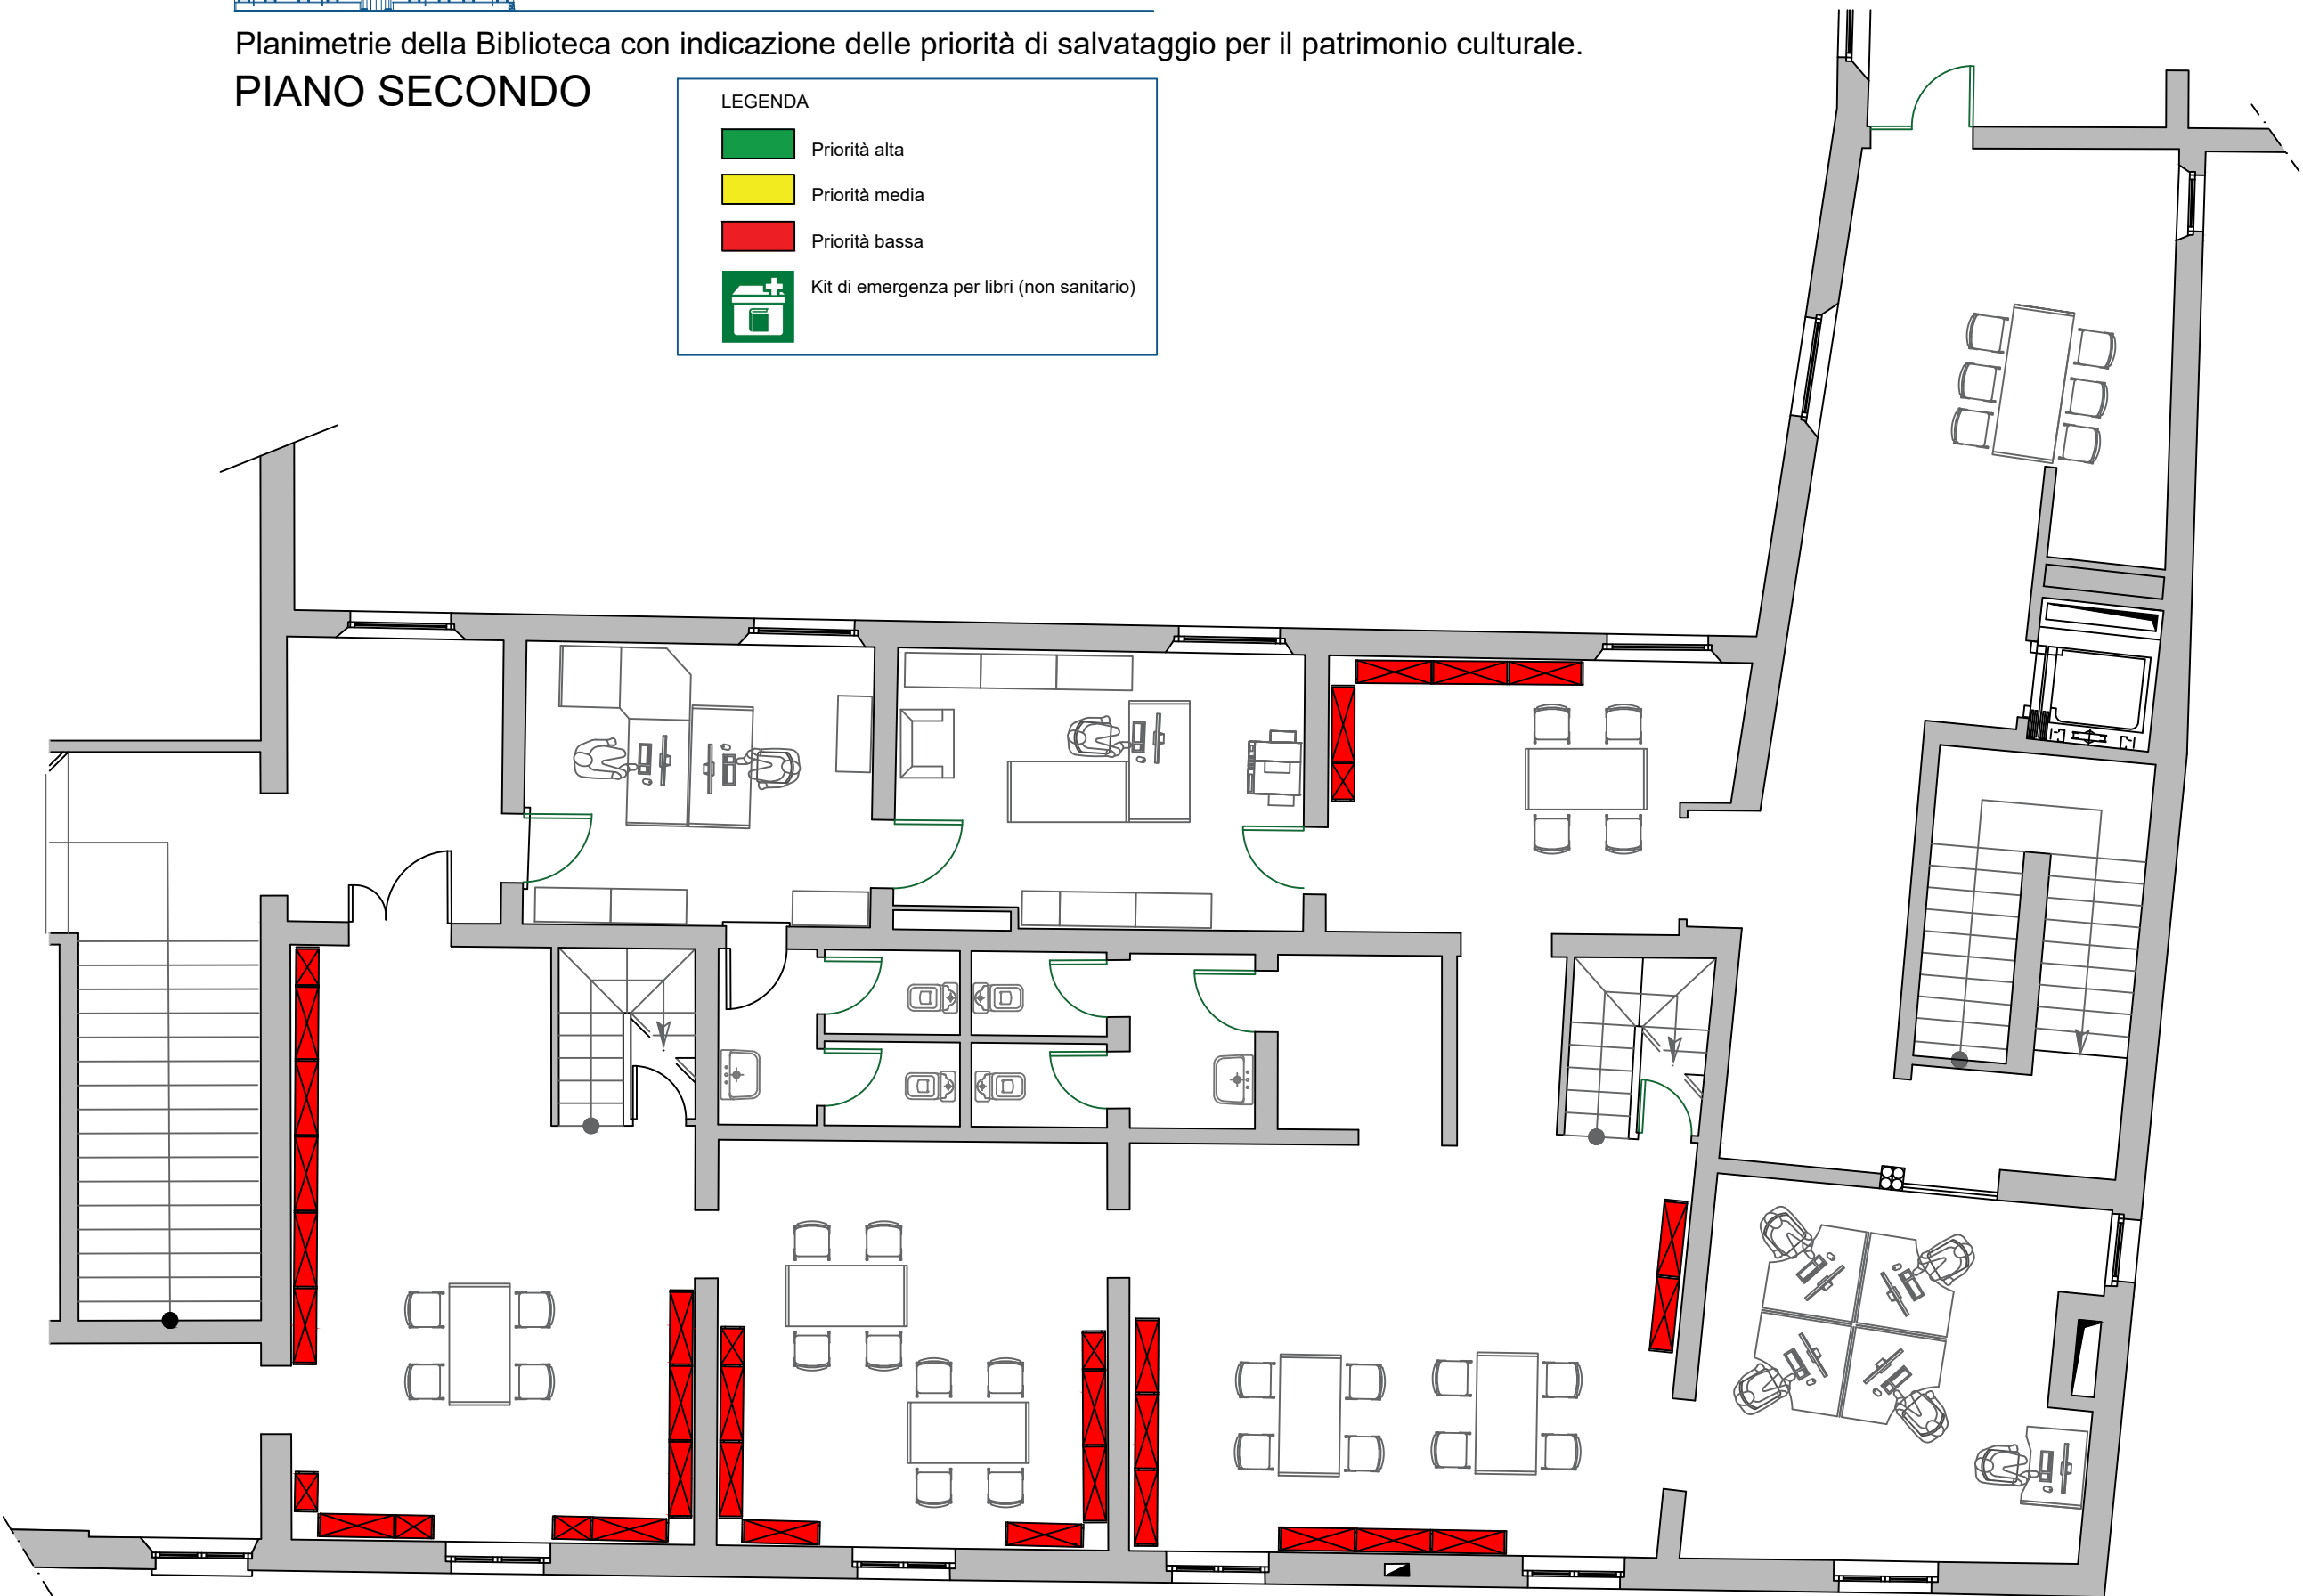 Planimetrie della Biblioteca con indicazione delle priorità di salvataggio per il patrimonio culturale.
PIANO SECONDO
LEGENDA
Priorità alta
Priorità media
Priorità bassa
Kit di emergenza per libri (non sanitario)